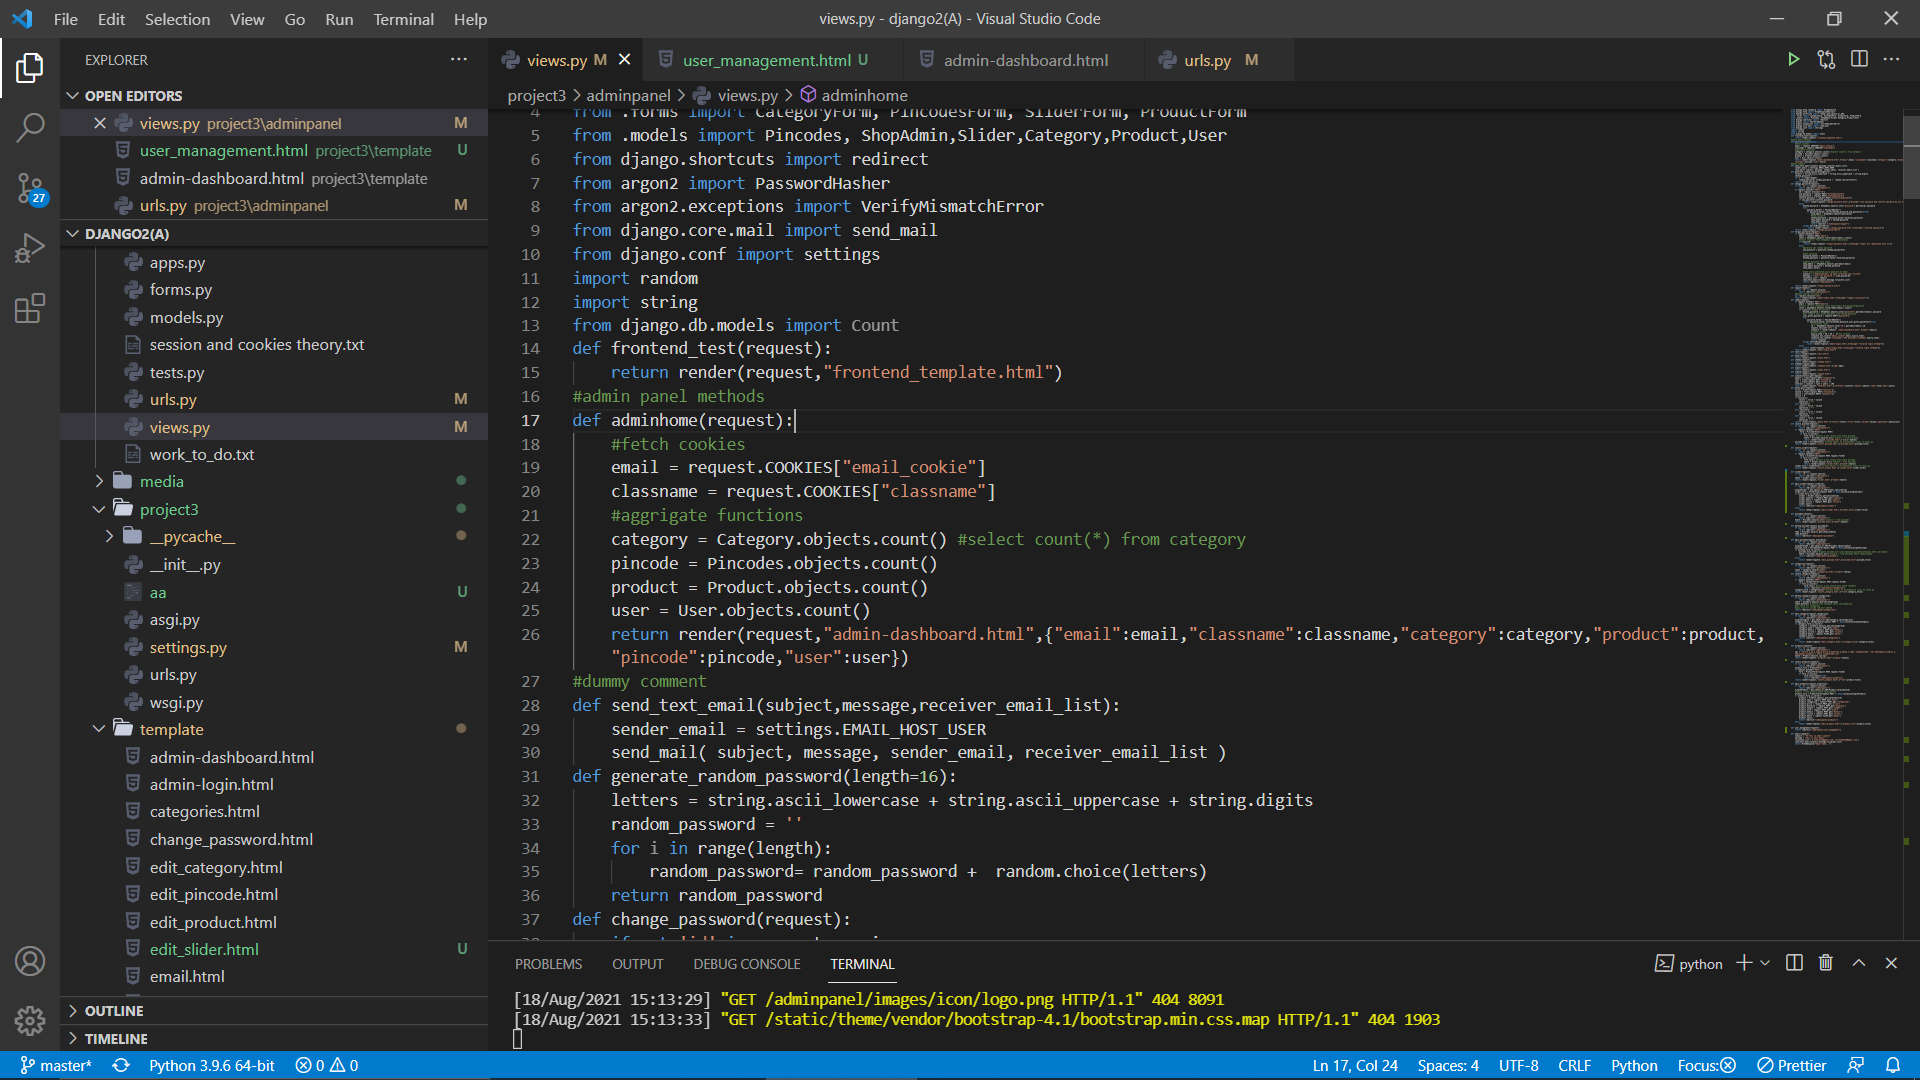 File Edit Selection View Go Run Terminal Help
views.py - django2(A) - Visual Studio Code
EXPLORER
OPEN EDITORS
views.py project3\adminpanel M
user_management.html project3\template U
admin-dashboard.html project3\template
urls.py project3\adminpanel M
27
DJANGO2(A)
apps.py
forms.py
models.py
session and cookies theory.txt
tests.py
urls.py M
views.py M
work_to_do.txt
media
project3
__pycache__
__init__.py
aa U
asgi.py
settings.py M
urls.py
wsgi.py
template
admin-dashboard.html
admin-login.html
categories.html
change_password.html
edit_category.html
edit_pincode.html
edit_product.html
edit_slider.html U
email.html
OUTLINE
TIMELINE
views.py M user_management.html U admin-dashboard.html urls.py M
project3 > adminpanel > views.py > adminhome
4 from .forms import CategoryForm, PincodesForm, SliderForm, ProductForm
5 from .models import Pincodes, ShopAdmin,Slider,Category,Product,User
6 from django.shortcuts import redirect
7 from argon2 import PasswordHasher
8 from argon2.exceptions import VerifyMismatchError
9 from django.core.mail import send_mail
10 from django.conf import settings
11 import random
12 import string
13 from django.db.models import Count
14 def frontend_test(request):
15 return render(request,"frontend_template.html")
16 #admin panel methods
17 def adminhome(request):
18 #fetch cookies
19 email = request.COOKIES["email_cookie"]
20 classname = request.COOKIES["classname"]
21 #aggrigate functions
22 category = Category.objects.count() #select count(*) from category
23 pincode = Pincodes.objects.count()
24 product = Product.objects.count()
25 user = User.objects.count()
26 return render(request,"admin-dashboard.html",{"email":email,"classname":classname,"category":category,"product":product,
"pincode":pincode,"user":user})
27 #dummy comment
28 def send_text_email(subject,message,receiver_email_list):
29 sender_email = settings.EMAIL_HOST_USER
30 send_mail( subject, message, sender_email, receiver_email_list )
31 def generate_random_password(length=16):
32 letters = string.ascii_lowercase + string.ascii_uppercase + string.digits
33 random_password = ''
34 for i in range(length):
35 random_password= random_password +  random.choice(letters)
36 return random_password
37 def change_password(request):
PROBLEMS OUTPUT DEBUG CONSOLE TERMINAL
python
[18/Aug/2021 15:13:29] "GET /adminpanel/images/icon/logo.png HTTP/1.1" 404 8091
[18/Aug/2021 15:13:33] "GET /static/theme/vendor/bootstrap-4.1/bootstrap.min.css.map HTTP/1.1" 404 1903
master* Python 3.9.6 64-bit 0 0 Ln 17, Col 24 Spaces: 4 UTF-8 CRLF Python Focus: Prettier